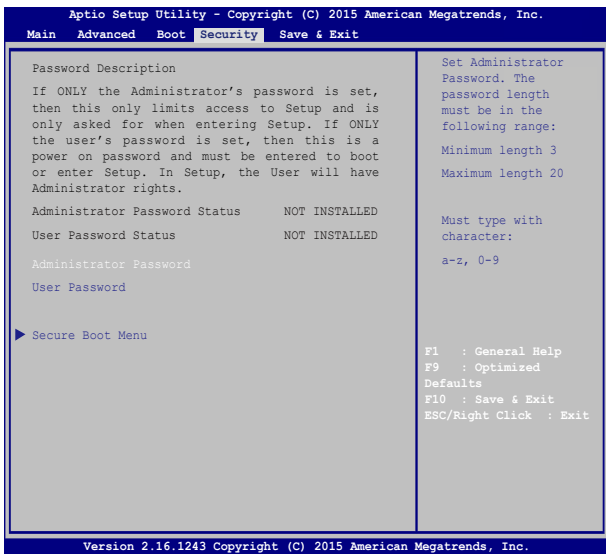 Aptio Setup Utility - Copyright (C) 2015 American Megatrends, Inc.
Main Advanced Boot Security Save & Exit
Password Description
If ONLY the Administrator's password is set,
then this only limits access to Setup and is
only asked for when entering Setup. If ONLY
the user's password is set, then this is a
power on password and must be entered to boot
or enter Setup. In Setup, the User will have
Administrator rights.
Administrator Password Status NOT INSTALLED
User Password Status NOT INSTALLED
Administrator Password
User Password
Secure Boot Menu
Set Administrator
Password. The
password length
must be in the
following range:
Minimum length 3
Maximum length 20
Must type with
character:
a-z, 0-9
F1 : General Help
F9 : Optimized
Defaults
F10 : Save & Exit
ESC/Right Click : Exit
Version 2.16.1243 Copyright (C) 2015 American Megatrends, Inc.